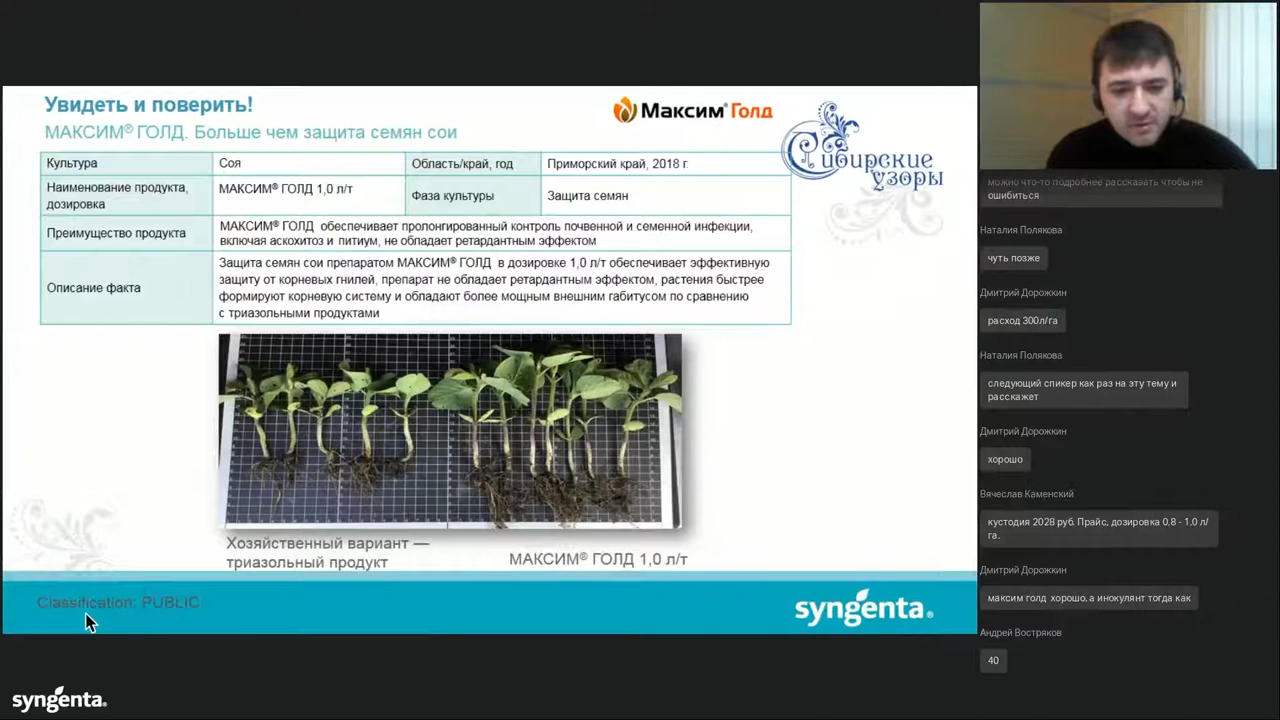 Увидеть и поверить!
МАКСИМ® ГОЛД. Больше чем защита семян сои
Максим® Голд
Сибирские
узоры
Культура
Соя
Область/край, год
Приморский край, 2018 г.
Наименование продукта,
дозировка
МАКСИМ® ГОЛД 1,0 л/т
Фаза культуры
Защита семян
Преимущество продукта
МАКСИМ® ГОЛД обеспечивает пролонгированный контроль почвенной и семенной инфекции,
включая аскохитоз и питиум, не обладает ретардантным эффектом
Описание факта
Защита семян сои препаратом МАКСИМ® ГОЛД в дозировке 1,0 л/т обеспечивает эффективную
защиту от корневых гнилей, препарат не обладает ретардантным эффектом, растения быстрее
формируют корневую систему и обладают более мощным внешним габитусом по сравнению
с триазольными продуктами
Хозяйственный вариант —
триазольный продукт
МАКСИМ® ГОЛД 1,0 л/т
Classification: PUBLIC
syngenta®
syngenta®
можно что-то подробнее рассказать чтобы не
ошибиться
Наталия Полякова
чуть позже
Дмитрий Дорожкин
расход 300л/га
Наталия Полякова
следующий спикер как раз на эту тему и
расскажет
Дмитрий Дорожкин
хорошо
Вячеслав Каменский
кустодия 2028 руб. Прайс, дозировка 0,8 - 1,0 л/
га.
Дмитрий Дорожкин
максим голд хорошо, а инокулянт тогда как
Андрей Востряков
40